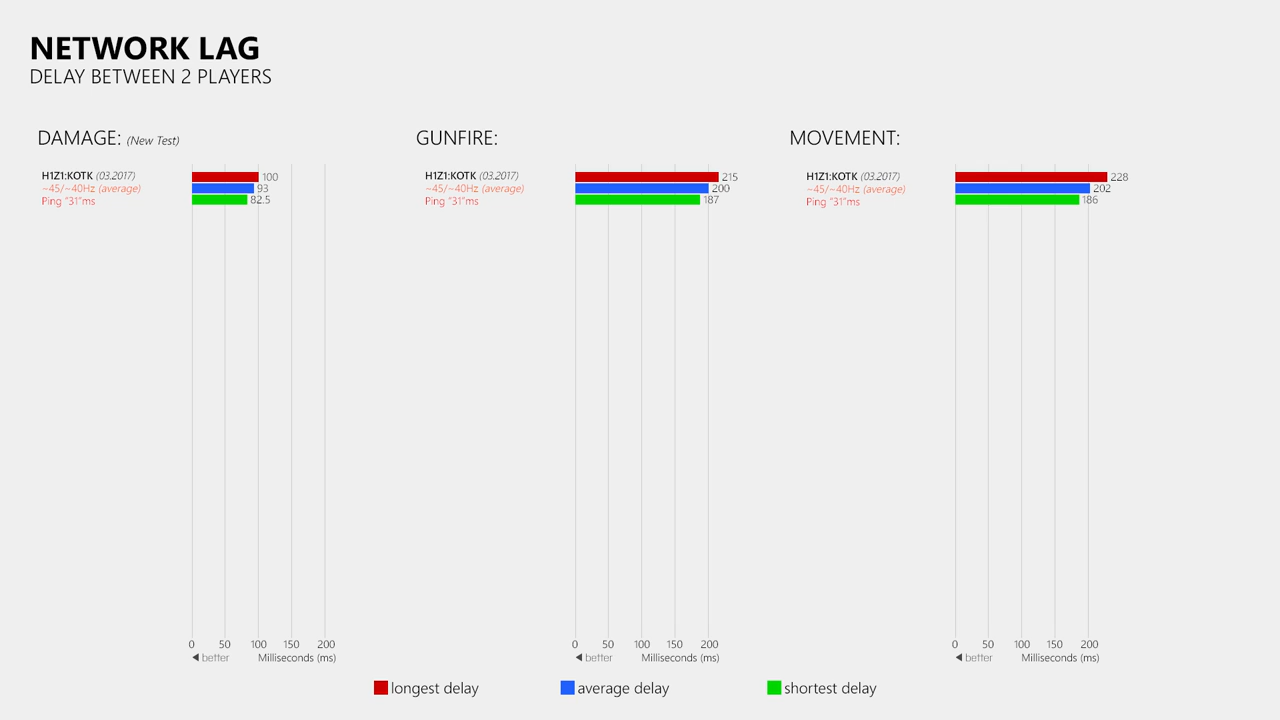 NETWORK LAG
DELAY BETWEEN 2 PLAYERS
DAMAGE: (New Test)
H1Z1:KOTK (03.2017)
~45/~40Hz (average)
Ping "31"ms
100
93
82.5
0 50 100 150 200
◄ better Milliseconds (ms)
GUNFIRE:
H1Z1:KOTK (03.2017)
~45/~40Hz (average)
Ping "31"ms
215
200
187
0 50 100 150 200
◄ better Milliseconds (ms)
MOVEMENT:
H1Z1:KOTK (03.2017)
~45/~40Hz (average)
Ping "31"ms
228
202
186
0 50 100 150 200
◄ better Milliseconds (ms)
longest delay average delay shortest delay